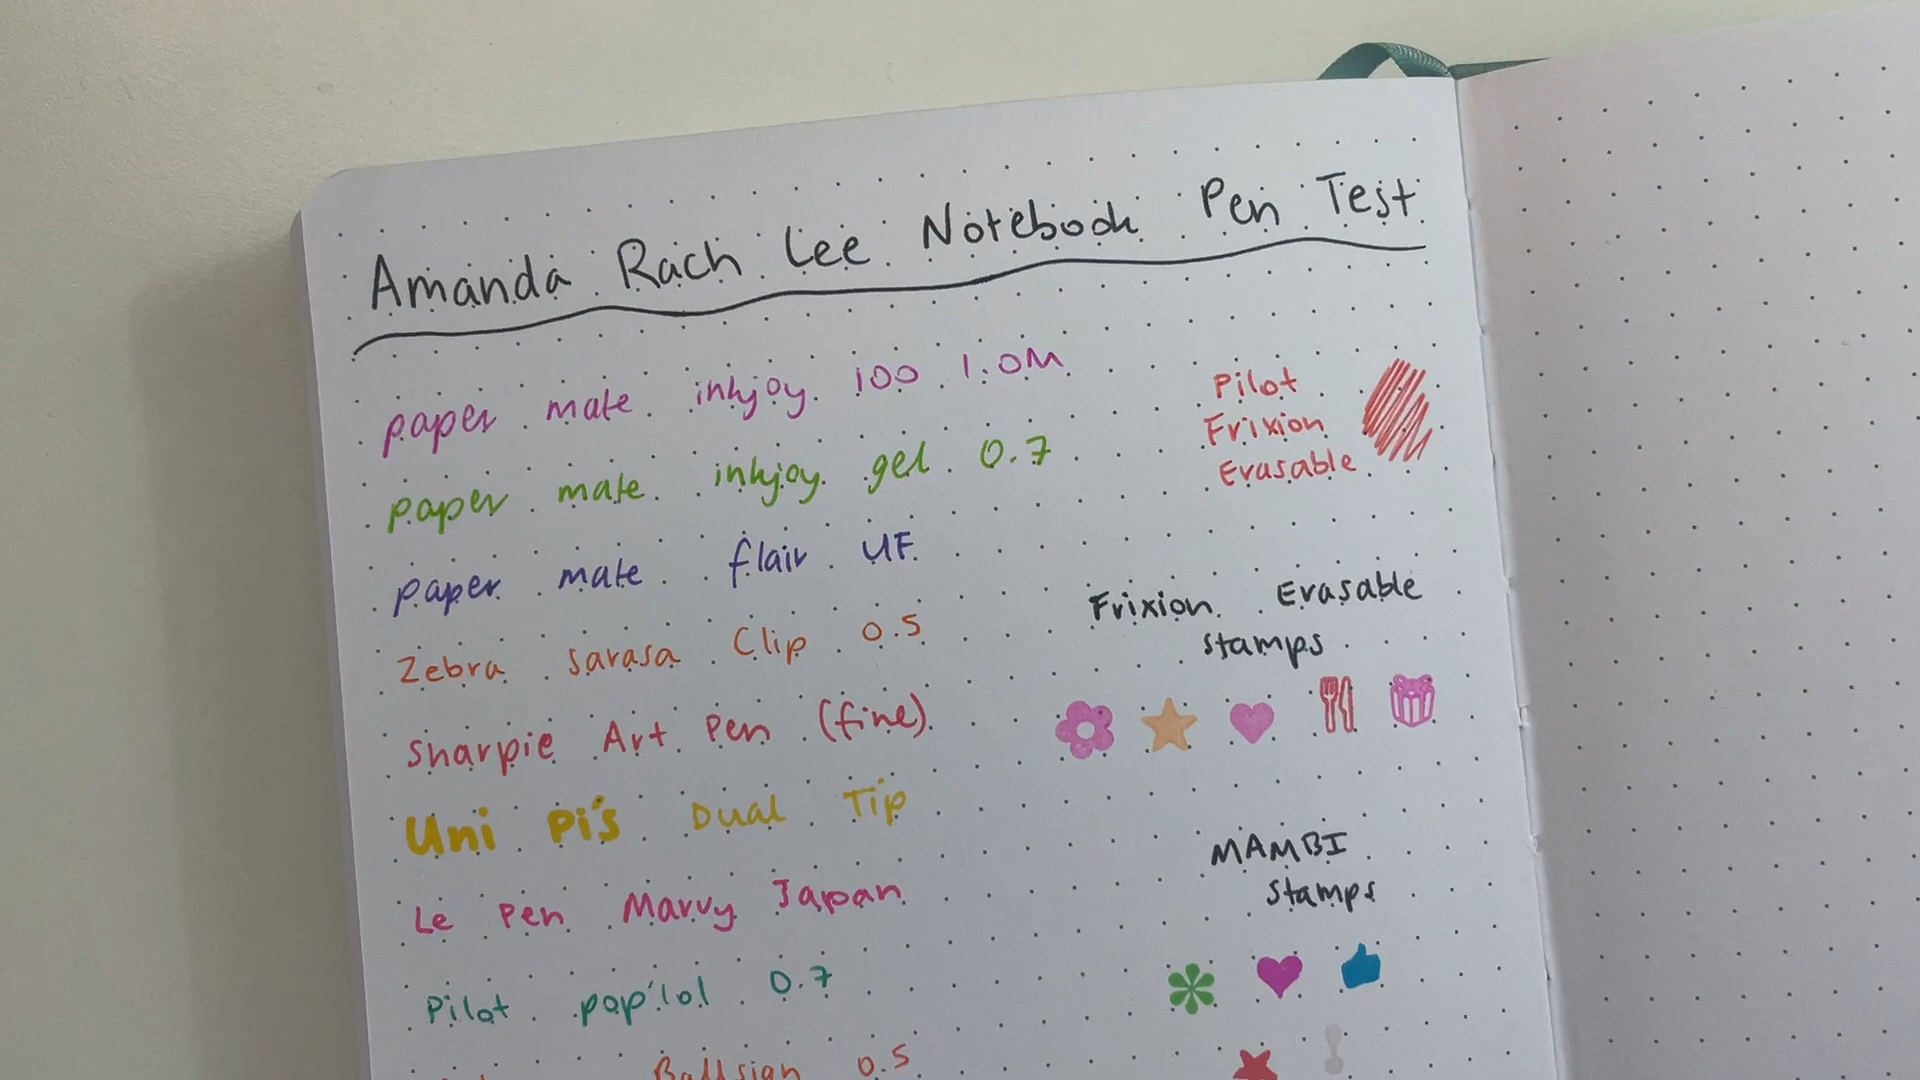 Amanda Rach Lee Notebook Pen Test
paper mate inkjoy 100 1.0M
paper mate inkjoy gel 0.7
paper mate flair UF
Zebra sarasa Clip 0.5
Sharpie Art Pen (fine)
Uni Pi's Dual Tip
Le Pen Marvy Japan
Pilot pop'lol 0.7
Ballsign 0.5
Pilot
Frixion
Erasable
Frixion Erasable
Stamps
MAMBI
Stamps